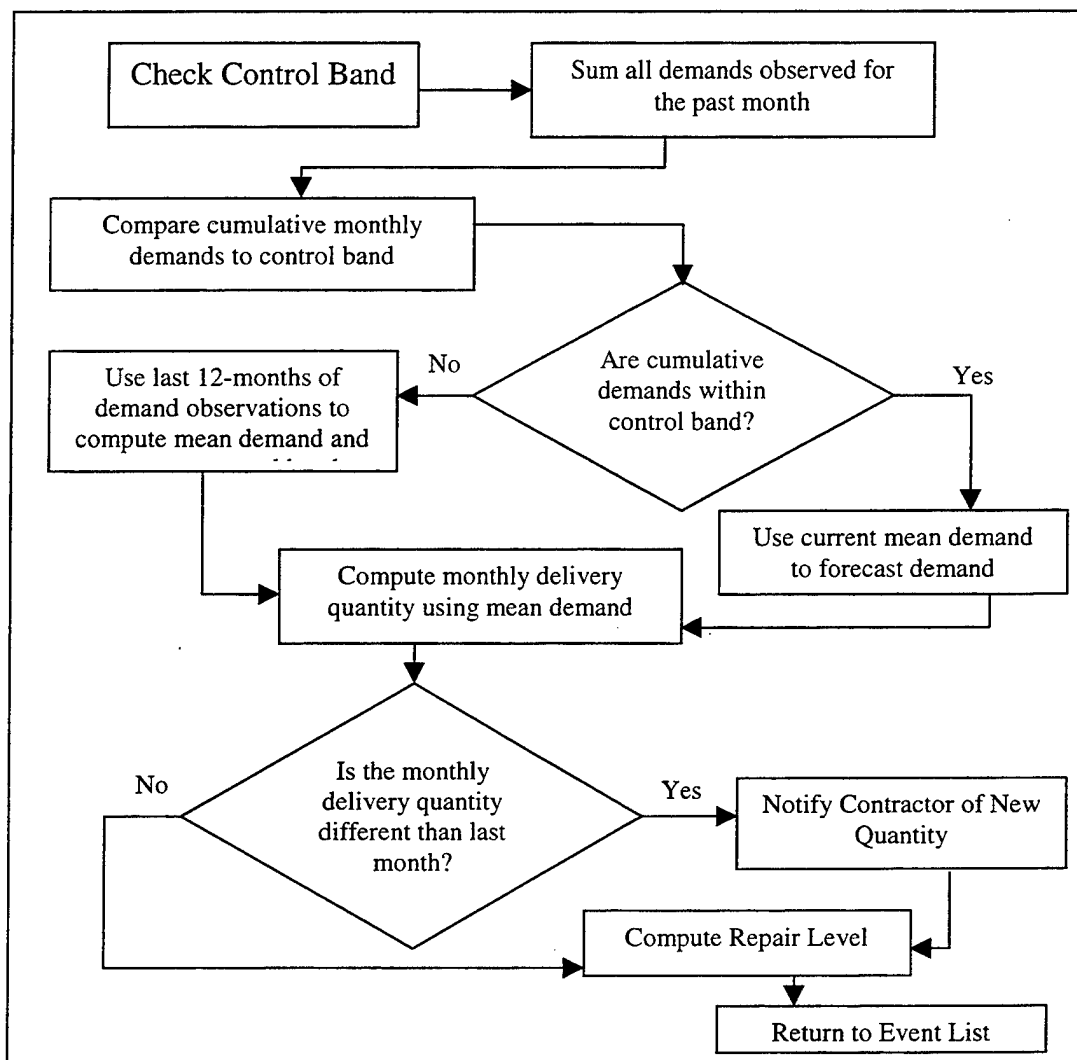 Check Control Band
Sum all demands observed for
the past month
Compare cumulative monthly
demands to control band
Are cumulative
demands within
control band?
No
Yes
Use last 12-months of
demand observations to
compute mean demand and
Use current mean demand
to forecast demand
Compute monthly delivery
quantity using mean demand
Is the monthly
delivery quantity
different than last
month?
No
Yes
Notify Contractor of New
Quantity
Compute Repair Level
Return to Event List